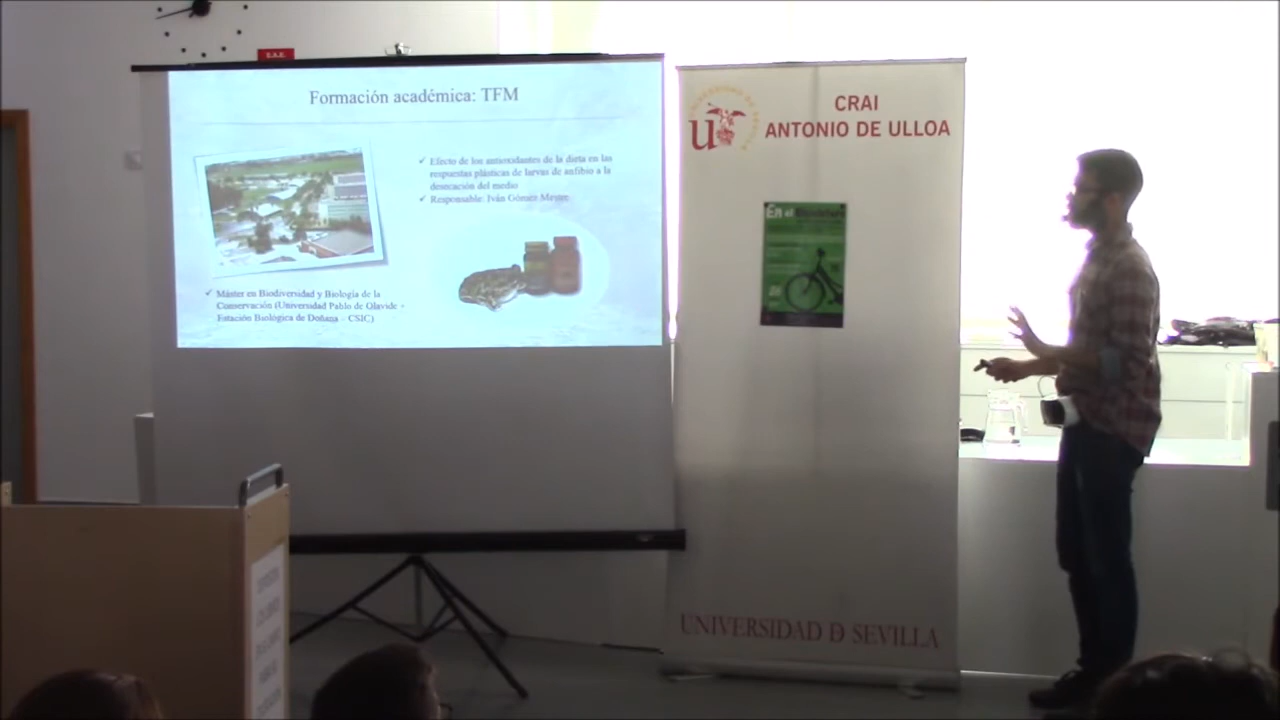 S.A.E.
Formación académica: TFM
✓ Efecto de los antioxidantes de la dieta en las
respuestas plásticas de larvas de anfibio a la
desecación del medio
✓ Responsable: Iván Gómez Mestre
✓ Máster en Biodiversidad y Biología de la
Conservación (Universidad Pablo de Olavide -
Estación Biológica de Doñana – CSIC)
CRAI
ANTONIO DE ULLOA
En el
UNIVERSIDAD D SEVILLA